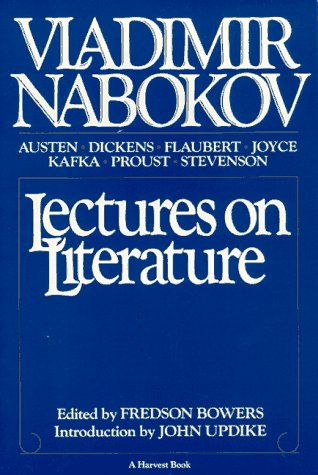 VLADIMIR
NABOKOV
AUSTEN • DICKENS • FLAUBERT • JOYCE
KAFKA • PROUST • STEVENSON
Lectures on
Literature
Edited by FREDSON BOWERS
Introduction by JOHN UPDIKE
A Harvest Book